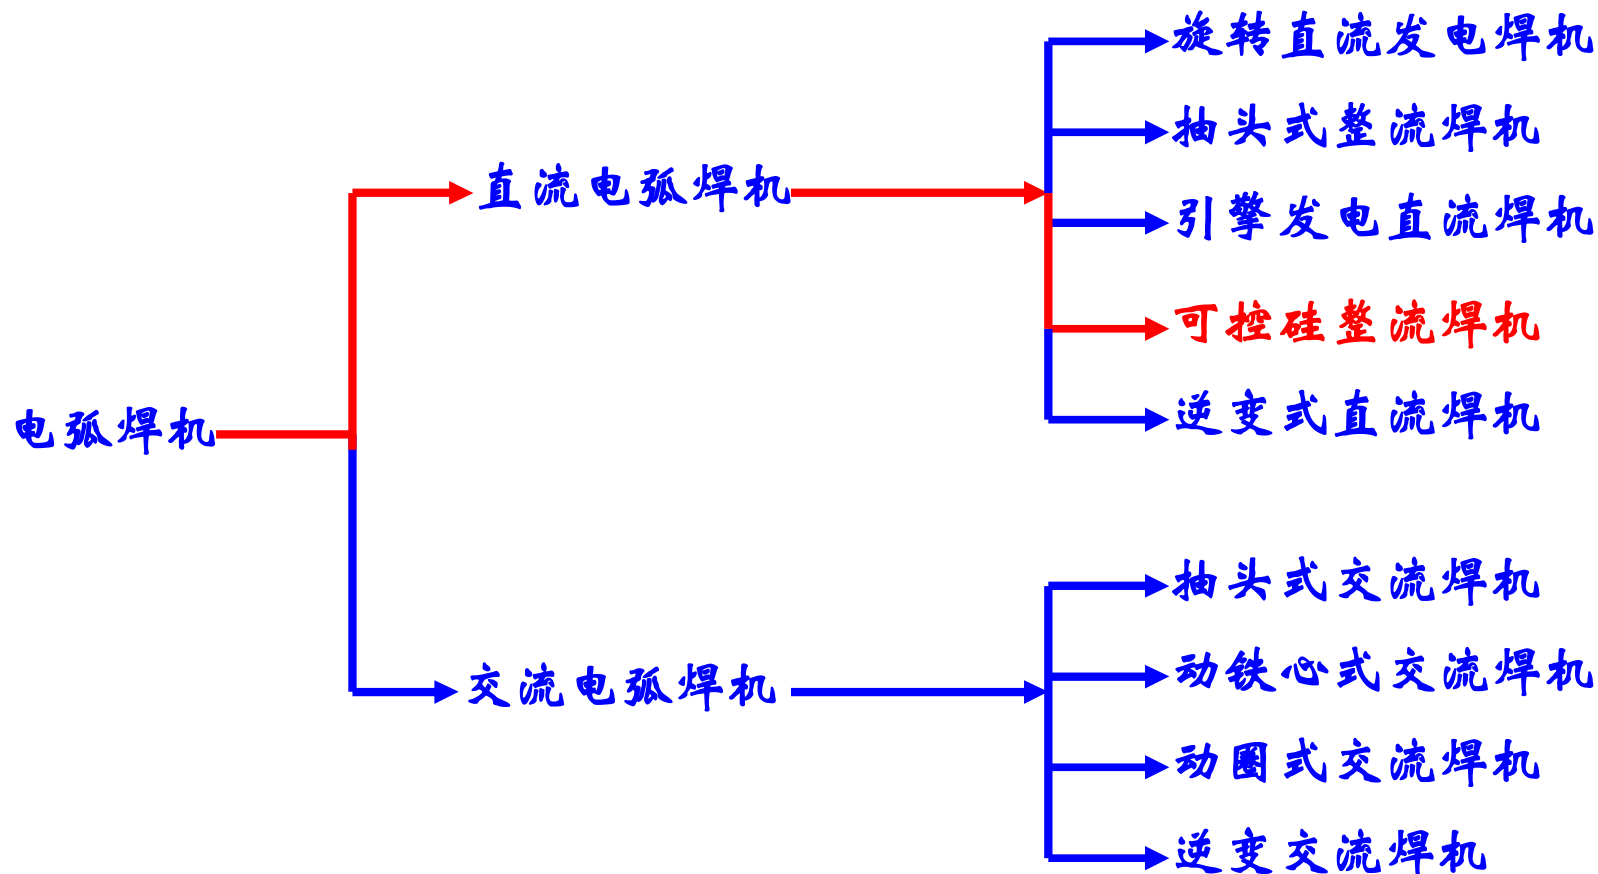 旋转直流发电焊机
抽头式整流焊机
直流电弧焊机
引擎发电直流焊机
可控硅整流焊机
逆变式直流焊机
电弧焊机
抽头式交流焊机
动铁心式交流焊机
交流电弧焊机
动圈式交流焊机
逆变交流焊机